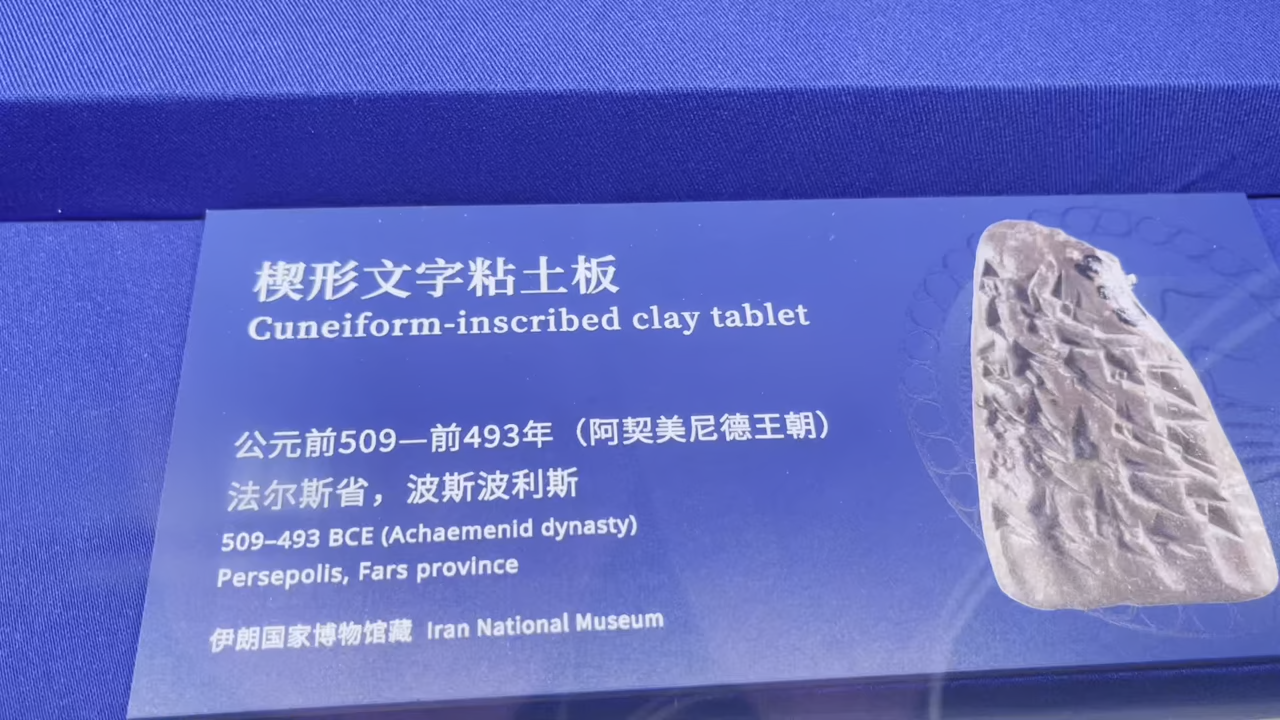 楔形文字粘土板
Cuneiform-inscribed clay tablet
公元前509—前493年（阿契美尼德王朝）
法尔斯省，波斯波利斯
509–493 BCE (Achaemenid dynasty)
Persepolis, Fars province
伊朗国家博物馆藏 Iran National Museum